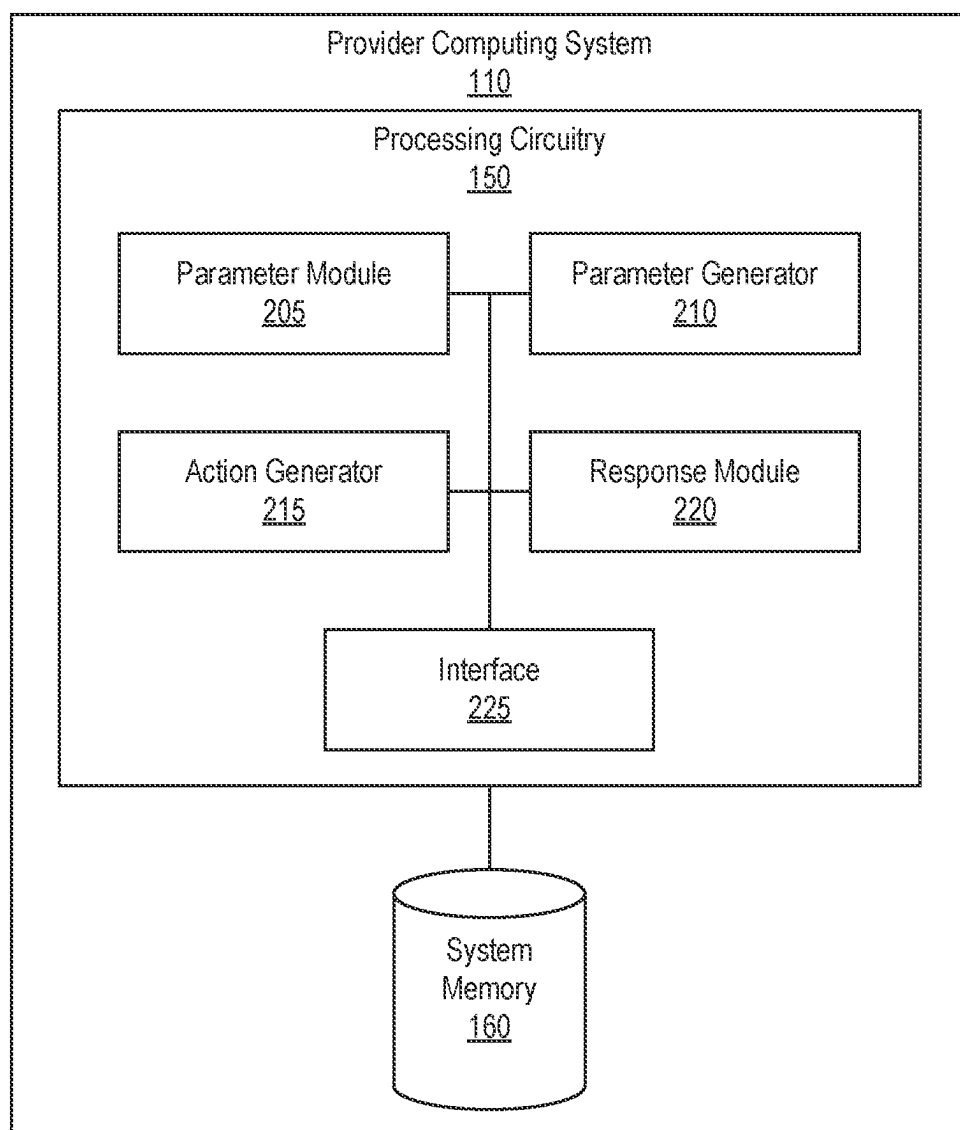 Provider Computing System
110
Processing Circuitry
150
Parameter Module
205
Parameter Generator
210
Action Generator
215
Response Module
220
Interface
225
System
Memory
160